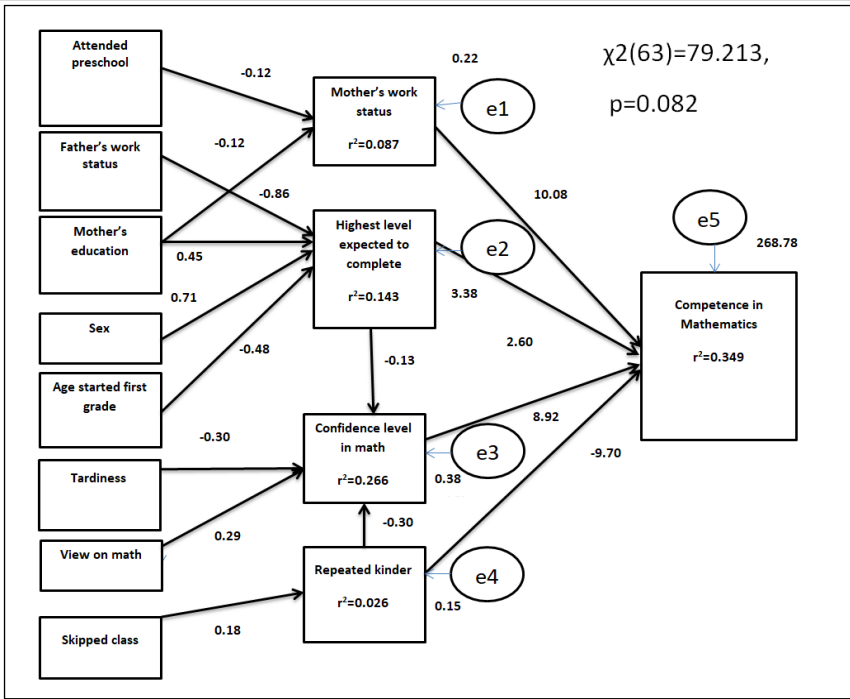 Attended
preschool
-0.12
0.22
χ2(63)=79.213,
p=0.082
Mother's work
status
r²=0.087
e1
Father's work
status
-0.12
-0.86
10.08
Mother's
education
0.45
Highest level
expected to
complete
r²=0.143
e2
e5
268.78
0.71
3.38
Sex
-0.48
-0.13
2.60
Competence in
Mathematics
r²=0.349
Age started first
grade
-0.30
Confidence level
in math
r²=0.266
e3
8.92
0.38
-9.70
Tardiness
0.29
-0.30
View on math
Repeated kinder
r²=0.026
e4
0.15
Skipped class
0.18